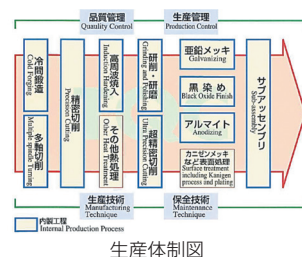 品質管理
Quality Control
生産管理
Production Control
冷間鍛造
Cold Forging
多軸切削
Multiple spindle Turning
精密切削
Precision Cutting
高周波焼入
Induction Hardening
その他熱処理
Other Heat Treatment
研削・研磨
Grinding and Polishing
超精密切削
Ultra Precision Cutting
亜鉛メッキ
Galvanizing
黒染め
Black Oxide Finish
アルマイト
Anodizing
カニゼンメッキ
など表面処理
Surface treatment
including Kanigen
process and plating
サブアッセンブリ
Sub-assembly
生産技術
Manufacturing
Technique
保全技術
Maintenance
Technique
内製工程
Internal Production Process
生産体制図